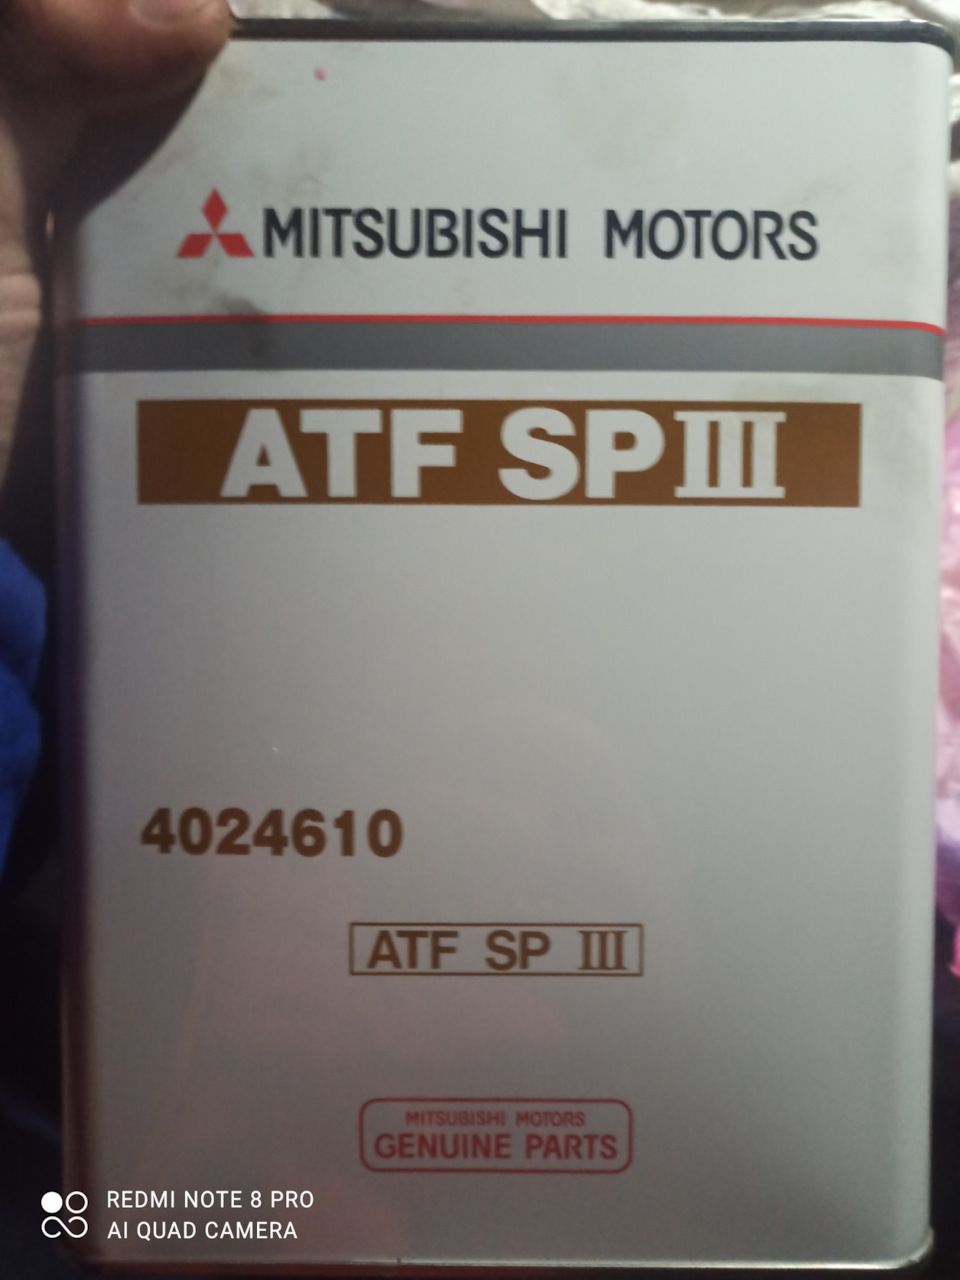 MITSUBISHI MOTORS
ATF SP III
4024610
ATF SP III
MITSUBISHI MOTORS
GENUINE PARTS
REDMI NOTE 8 PRO
AI QUAD CAMERA